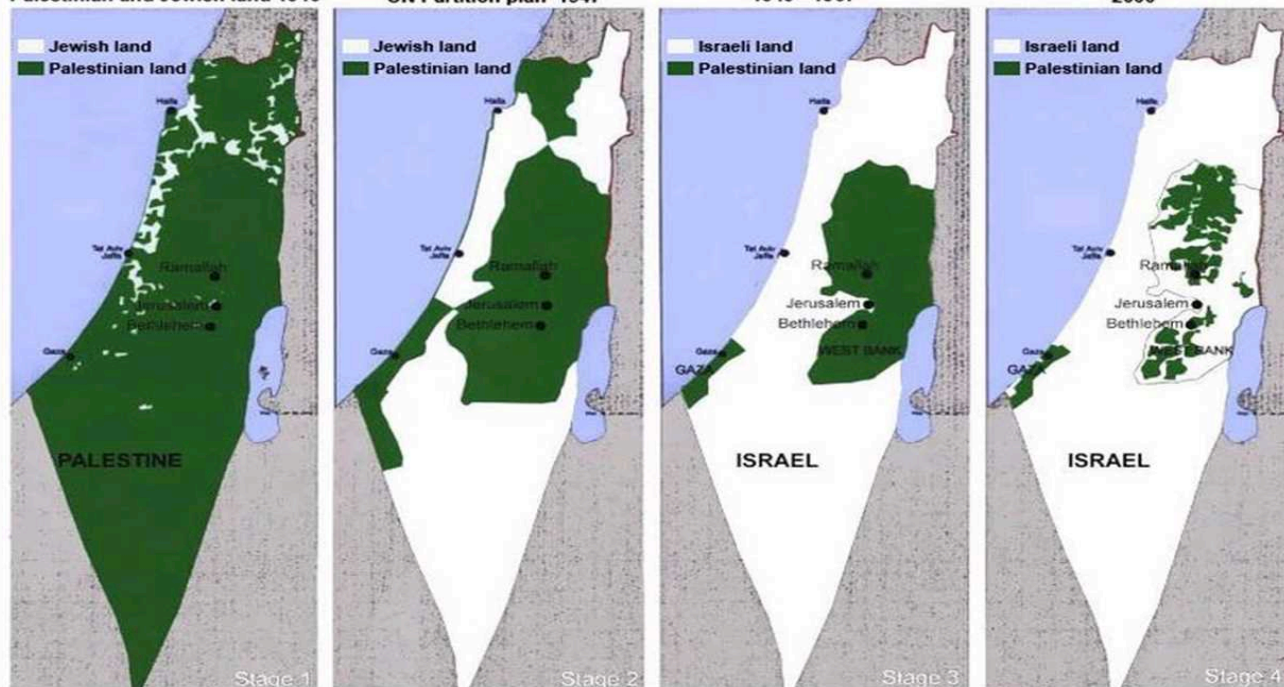 Palestinian and Jewish land 1946
UN Partition plan 1947
1949 - 1967
2000
Jewish land
Palestinian land
Haifa
Tel Aviv
Jaffa
Ramallah
Jerusalem
Bethlehem
Gaza
PALESTINE
Stage 1
Jewish land
Palestinian land
Haifa
Ramallah
Jerusalem
Bethlehem
Gaza
Stage 2
Israeli land
Palestinian land
Haifa
Tel Aviv
Jaffa
Ramallah
Jerusalem
Bethlehem
WEST BANK
Gaza
GAZA
ISRAEL
Stage 3
Israeli land
Palestinian land
Haifa
Tel Aviv
Jaffa
Ramallah
Jerusalem
Bethlehem
WEST BANK
Gaza
GAZA
ISRAEL
Stage 4